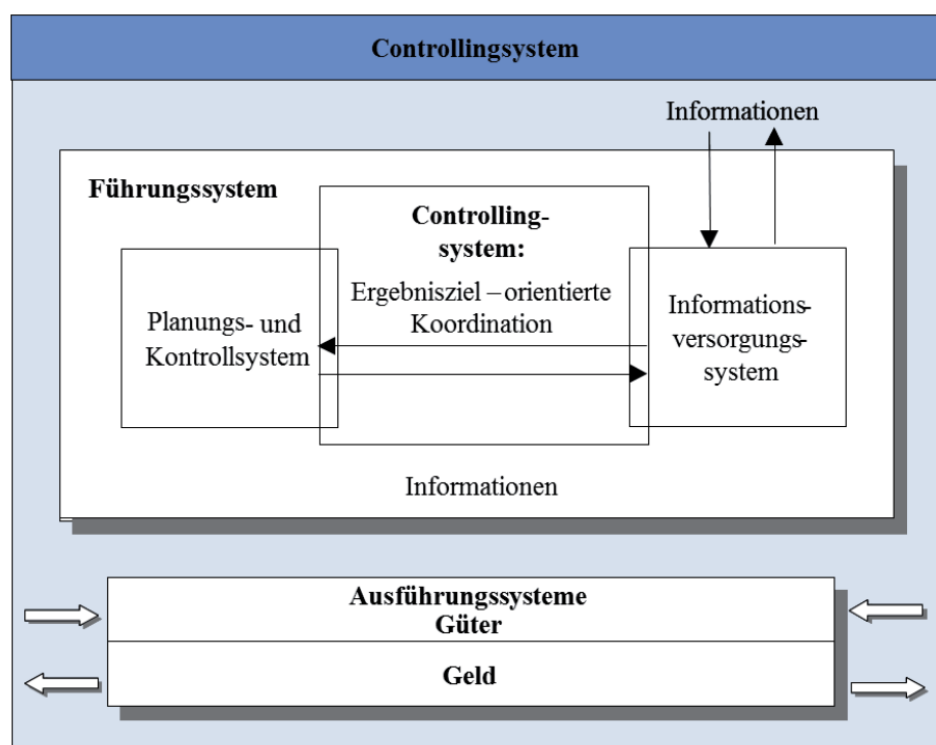 Controllingsystem
Informationen
Führungssystem
Controlling-
system:
Ergebnisziel – orientierte
Koordination
Planungs- und
Kontrollsystem
Informations-
versorgungs-
system
Informationen
Ausführungssysteme
Güter
Geld